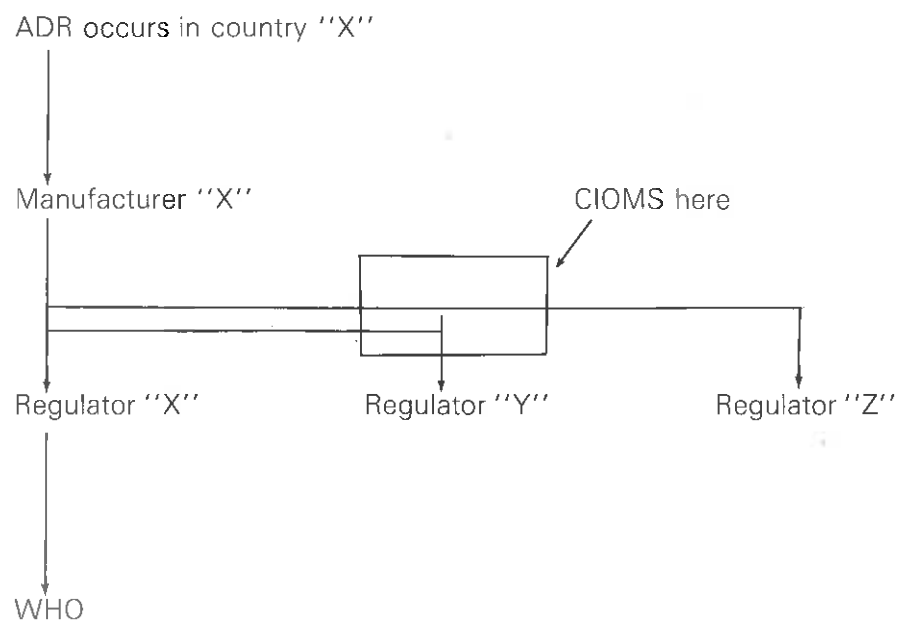 ADR occurs in country ‘‘X’’
Manufacturer ‘‘X’’
CIOMS here
Regulator ‘‘X’’
Regulator ‘‘Y’’
Regulator ‘‘Z’’
WHO